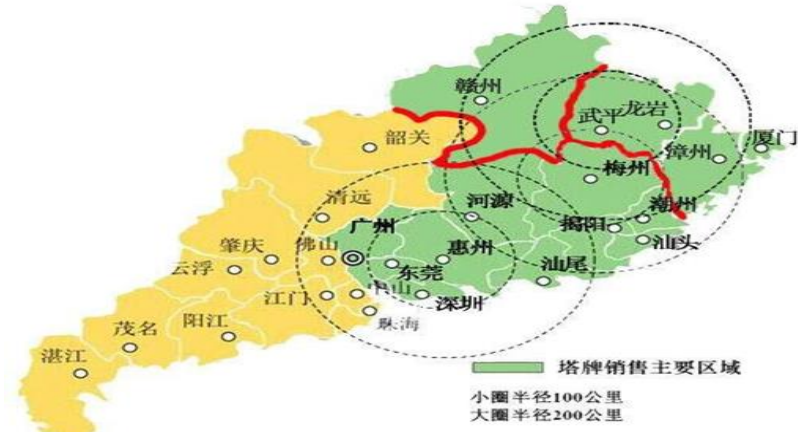 赣州
武平
龙岩
韶关
漳州
厦门
梅州
清远
河源
潮州
广州
揭阳
肇庆
佛山
惠州
汕头
云浮
东莞
汕尾
江门
中山
深圳
茂名
阳江
珠海
湛江
塔牌销售主要区域
小圈半径100公里
大圈半径200公里